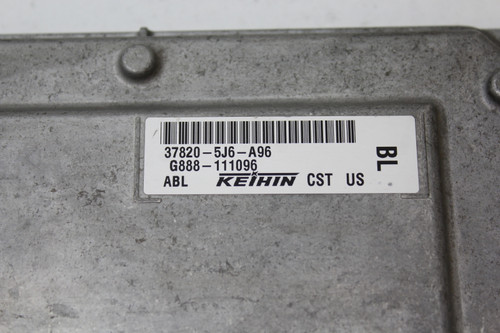 37820-5J6-A96
G888-111096
ABL KEIHIN CST US
BL